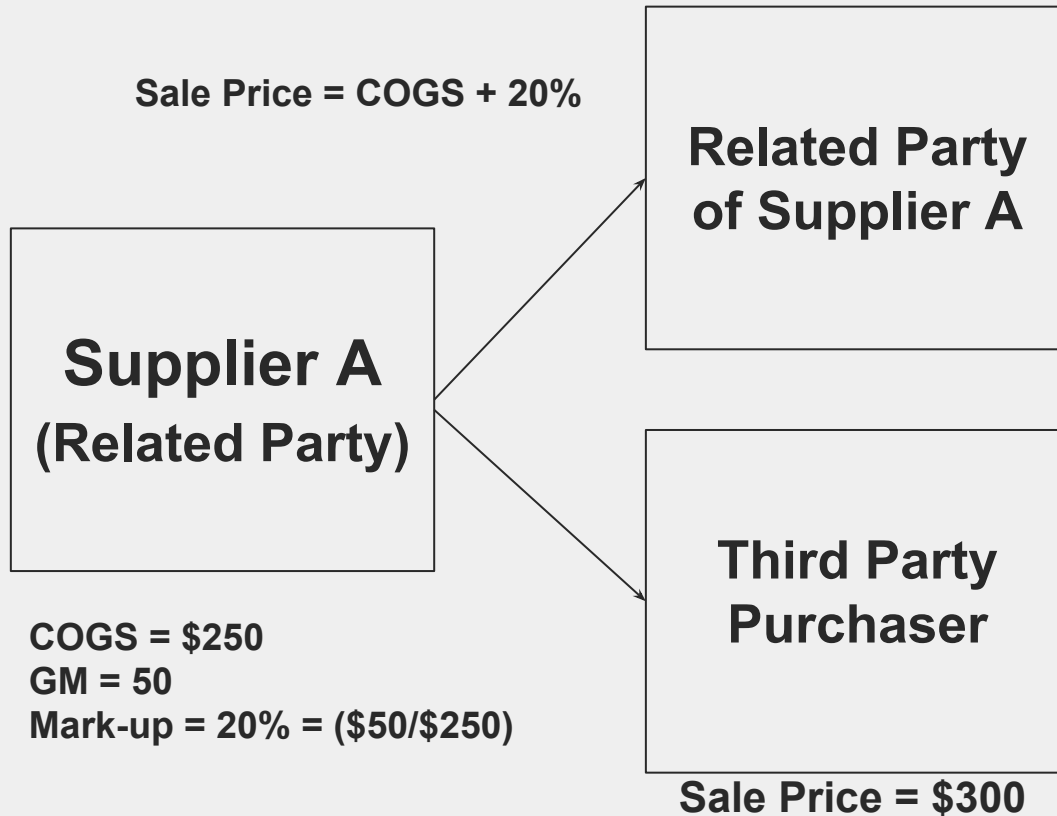 Sale Price = COGS + 20%
Related Party
of Supplier A
Supplier A
(Related Party)
Third Party
Purchaser
COGS = $250
GM = 50
Mark-up = 20% = ($50/$250)
Sale Price = $300